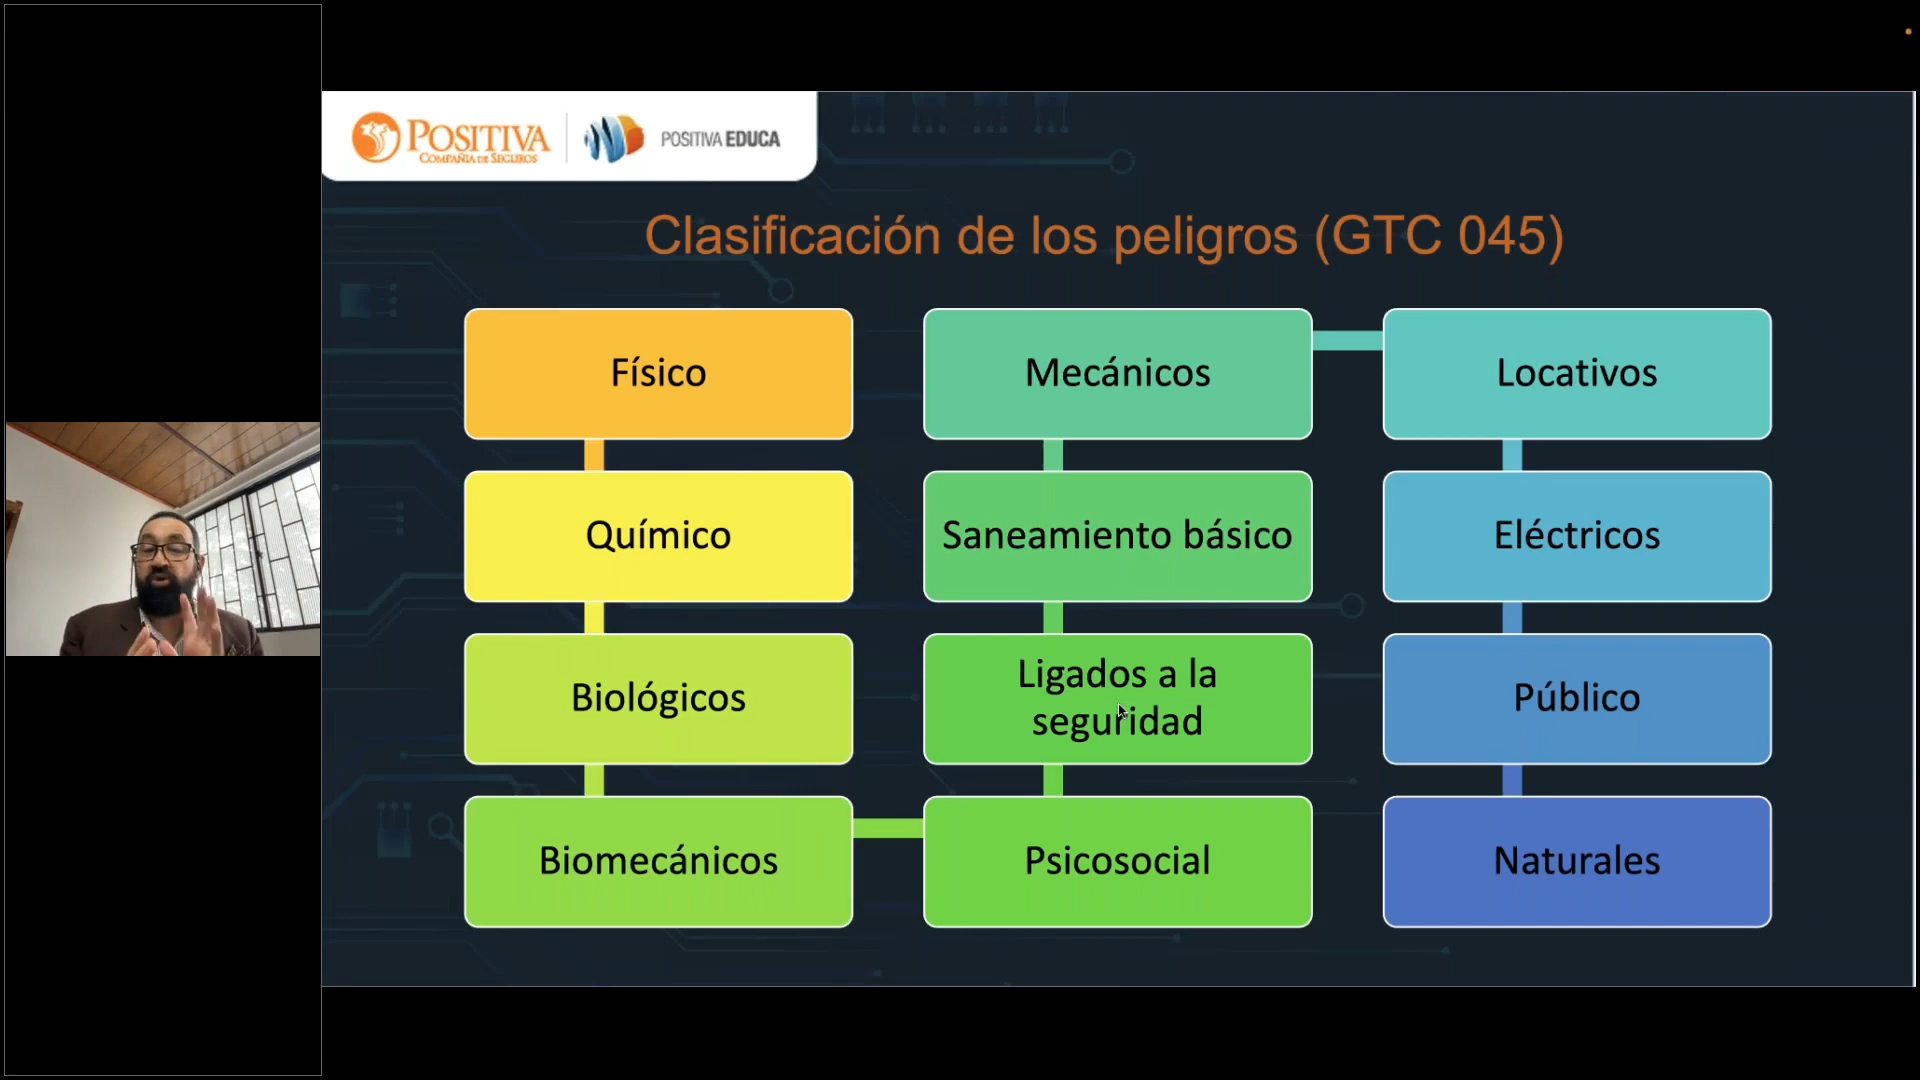 POSITIVA
COMPAÑIA DE SEGUROS
POSITIVA EDUCA
Clasificación de los peligros (GTC 045)
Físico
Químico
Biológicos
Biomecánicos
Mecánicos
Saneamiento básico
Ligados a la
seguridad
Psicosocial
Locativos
Eléctricos
Público
Naturales